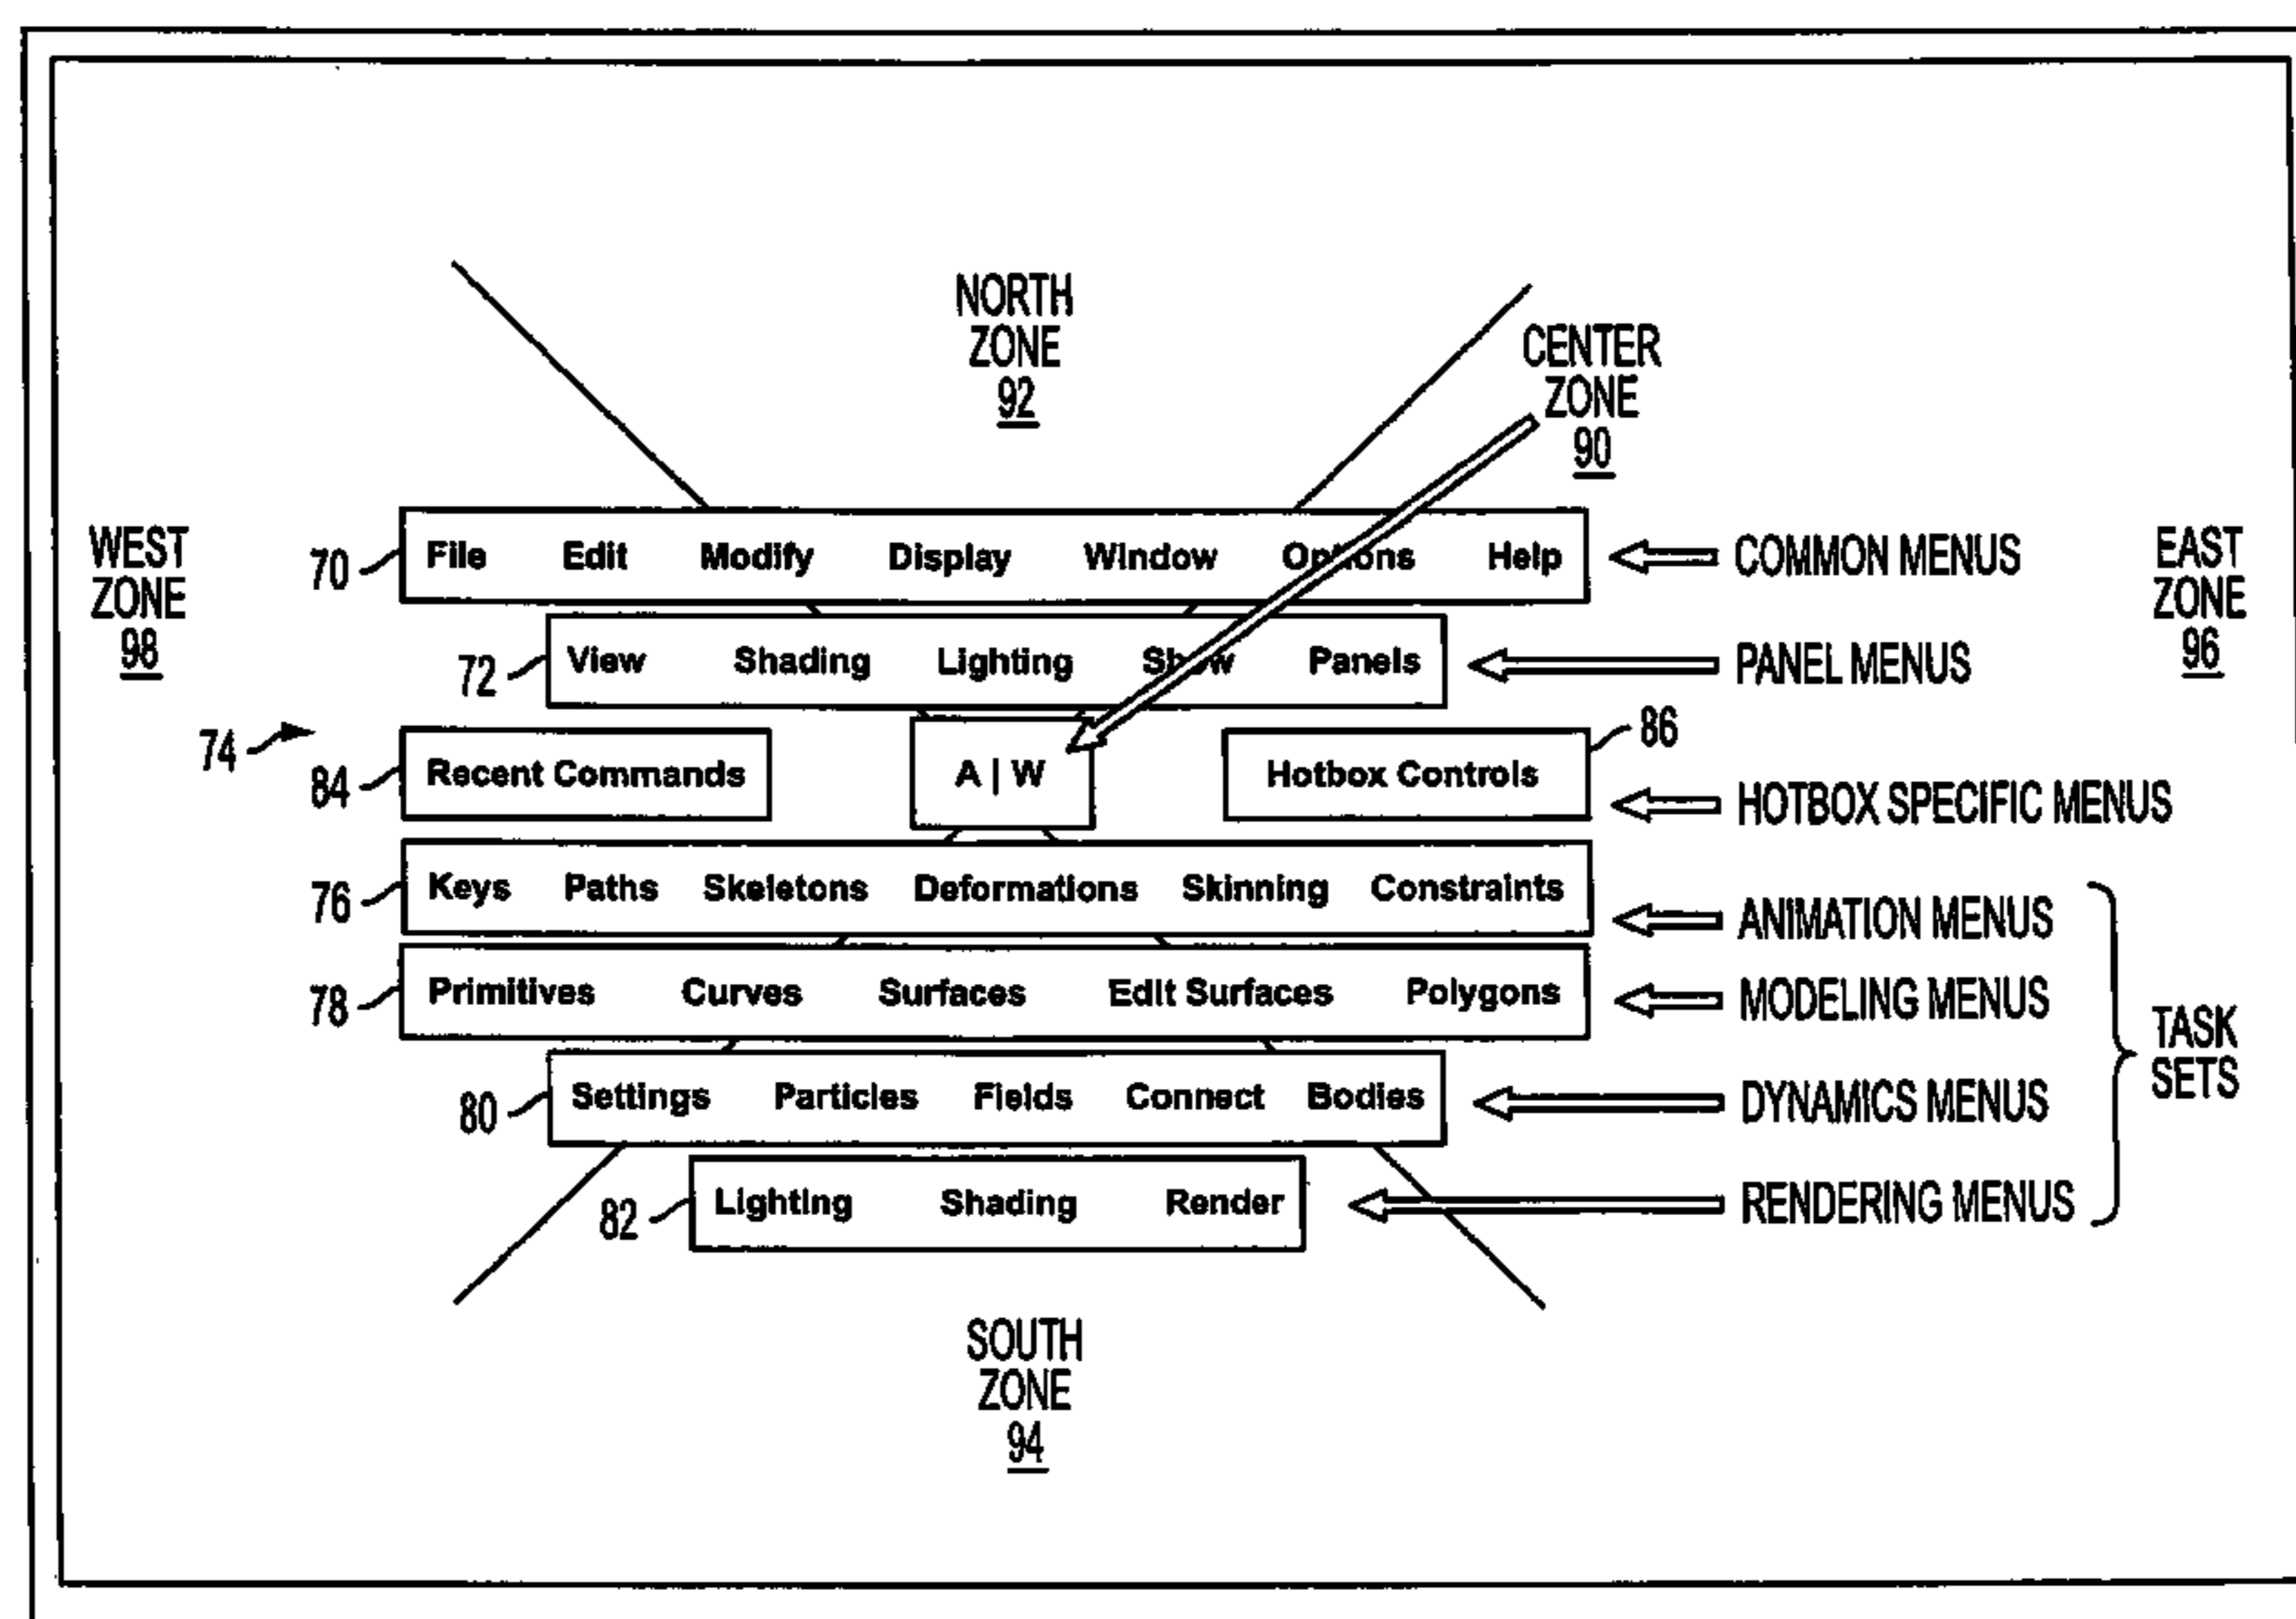 NORTH
ZONE
92
CENTER
ZONE
90
WEST
ZONE
98
70
File Edit Modify Display Window Options Help
COMMON MENUS
EAST
ZONE
96
72
View Shading Lighting Show Panels
PANEL MENUS
74
84
Recent Commands
A | W
Hotbox Controls
86
HOTBOX SPECIFIC MENUS
76
Keys Paths Skeletons Deformations Skinning Constraints
ANIMATION MENUS
78
Primitives Curves Surfaces Edit Surfaces Polygons
MODELING MENUS
TASK
SETS
80
Settings Particles Fields Connect Bodies
DYNAMICS MENUS
82
Lighting Shading Render
RENDERING MENUS
SOUTH
ZONE
94